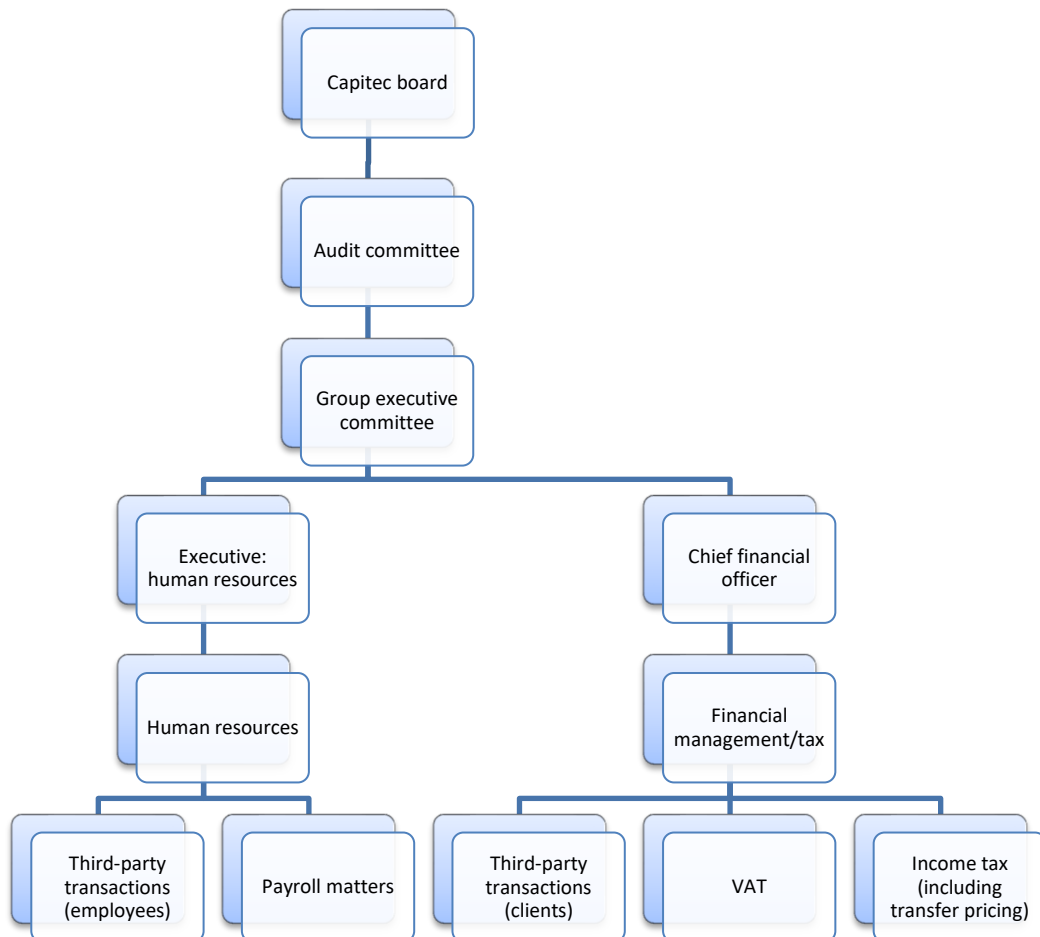 Capitec board
Audit committee
Group executive
committee
Executive:
human resources
Chief financial
officer
Human resources
Financial
management/tax
Third-party
transactions
(employees)
Payroll matters
Third-party
transactions
(clients)
VAT
Income tax
(including
transfer pricing)